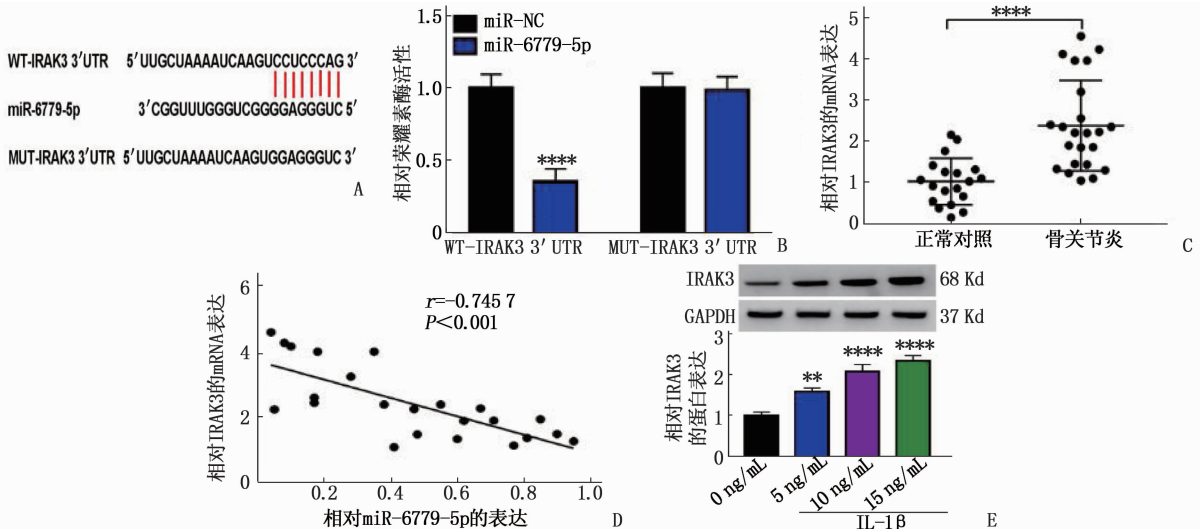 WT-IRAK3 3′UTR 5′UUGCUAAAAUCAAGUCCUCCCAG 3′
miR-6779-5p 3′CGGUUUGGGUCGGGGAGGGUC 5′
MUT-IRAK3 3′UTR 5′UUGCUAAAAUCAAGUGGAGGGUC 3′
A
miR-NC
miR-6779-5p
相对荣耀素酶活性
1.5
1.0
0.5
0
****
WT-IRAK3 3′ UTR
MUT-IRAK3 3′ UTR
B
相对IRAK3的mRNA表达
5
4
3
2
1
0
****
正常对照
骨关节炎
C
相对IRAK3的mRNA表达
6
4
2
0
r=-0.745 7
P<0.001
0.2 0.4 0.6 0.8 1.0
相对miR-6779-5p的表达
D
IRAK3 68 Kd
GAPDH 37 Kd
相对IRAK3
的蛋白表达
3
2
1
0
**
****
****
0 ng/mL
5 ng/mL
10 ng/mL
15 ng/mL
IL-1β
E